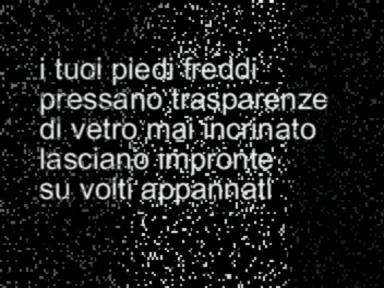 i tuoi piedi freddi
pressano trasparenze
di vetro mai incrinato
lasciano impronte
su volti appannati